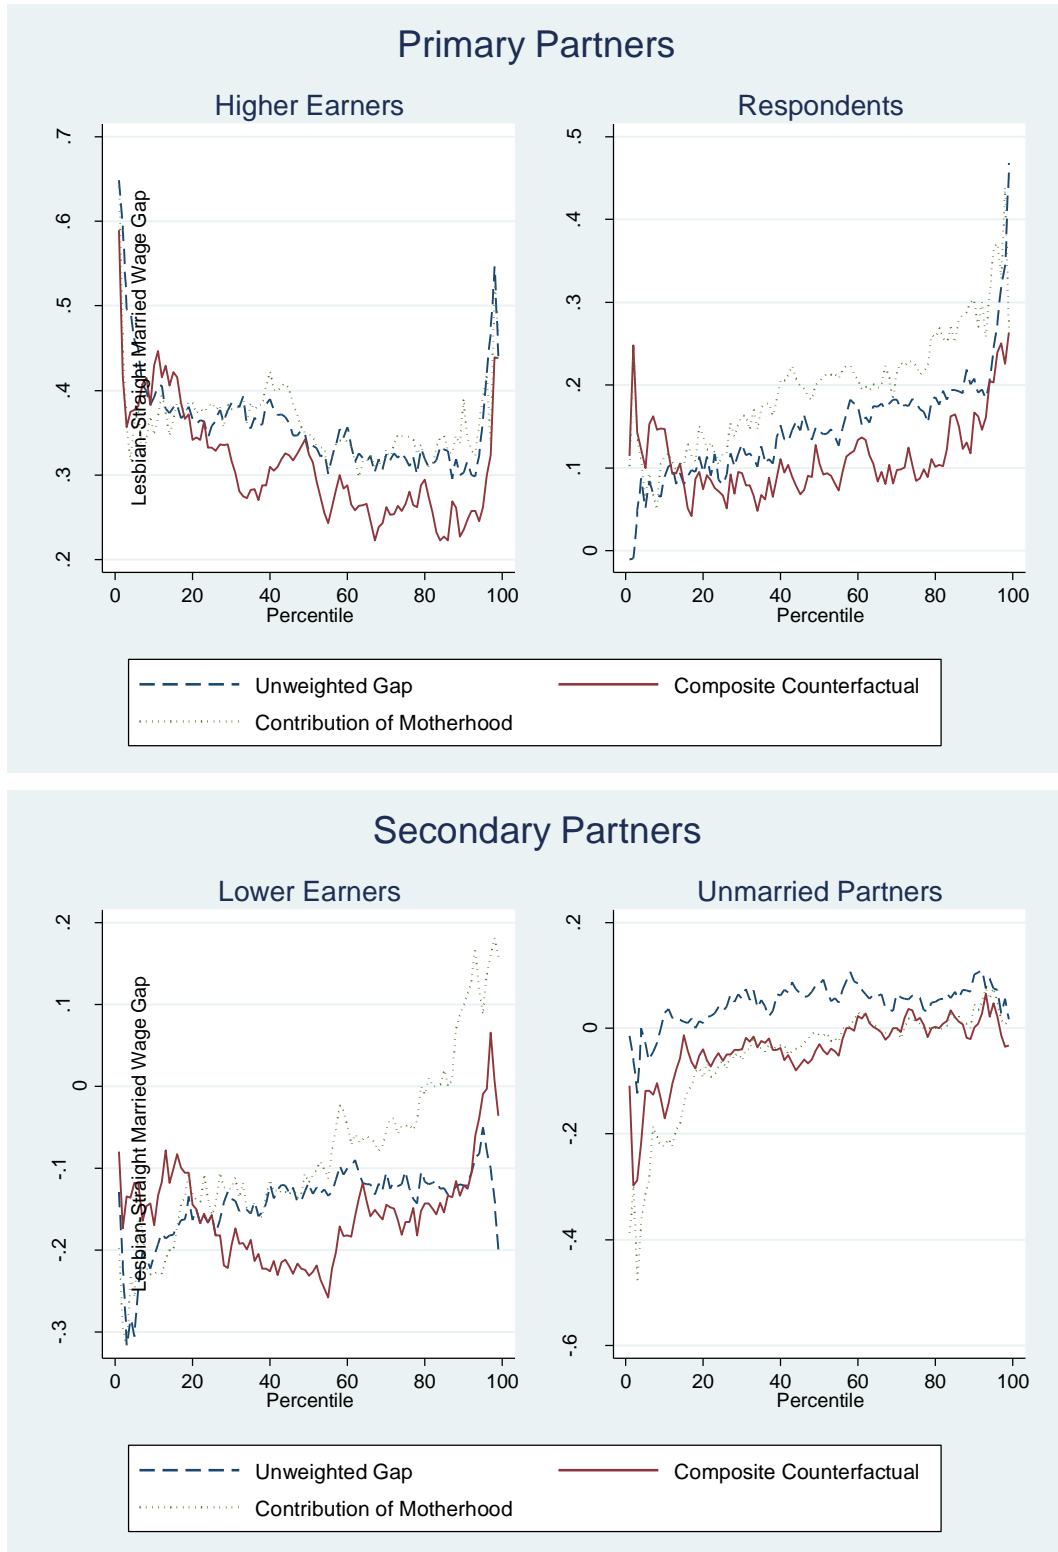 Primary Partners
Higher Earners
Respondents
Lesbian-Straight Married Wage Gap
.7
.6
.5
.4
.3
.2
0 20 40 60 80 100
Percentile
.5
.4
.3
.2
.1
0
0 20 40 60 80 100
Percentile
Unweighted Gap
Composite Counterfactual
Contribution of Motherhood
Secondary Partners
Lower Earners
Unmarried Partners
Lesbian-Straight Married Wage Gap
.2
.1
0
-.1
-.2
-.3
0 20 40 60 80 100
Percentile
.2
0
-.2
-.4
-.6
0 20 40 60 80 100
Percentile
Unweighted Gap
Composite Counterfactual
Contribution of Motherhood